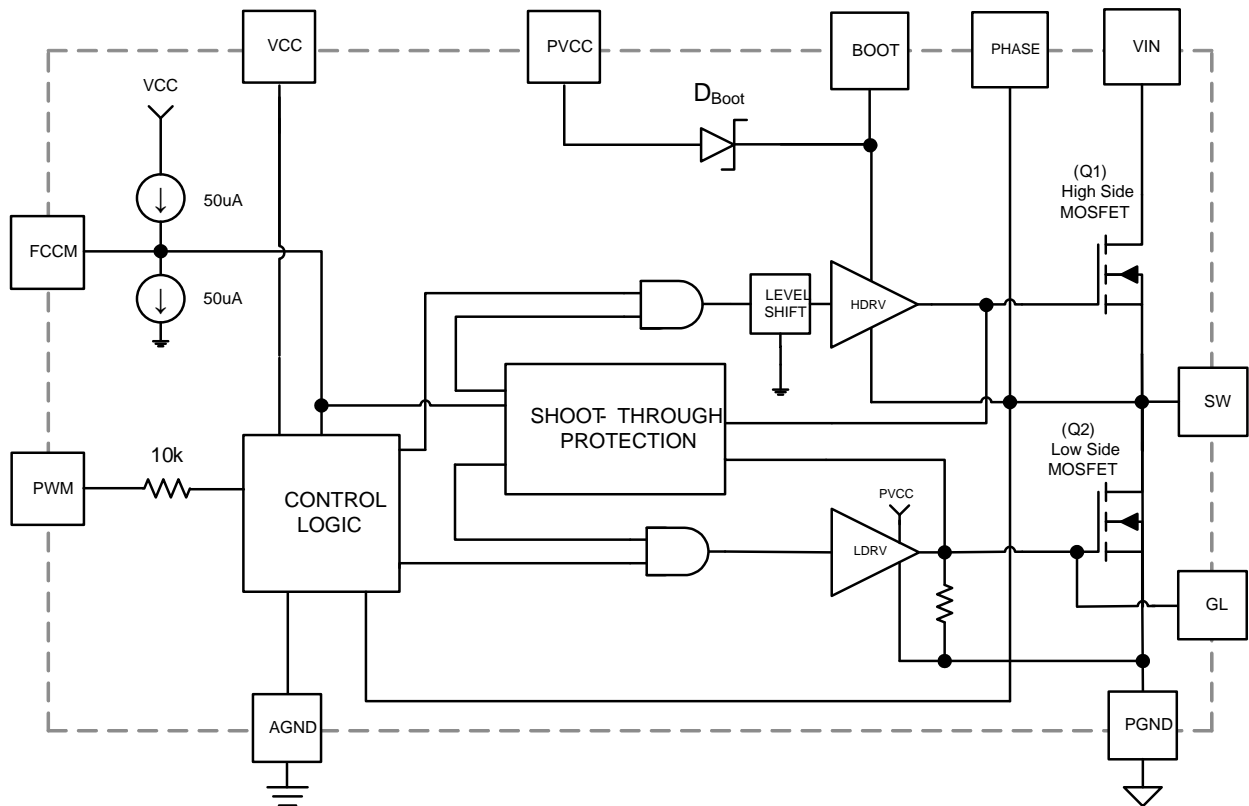 VCC
PVCC
BOOT
PHASE
VIN
VCC
DBoot
50uA
(Q1)
High Side
MOSFET
FCCM
50uA
LEVEL
SHIFT
HDRV
SHOOT- THROUGH
PROTECTION
SW
(Q2)
Low Side
MOSFET
10k
PWM
CONTROL
LOGIC
PVCC
LDRV
GL
AGND
PGND